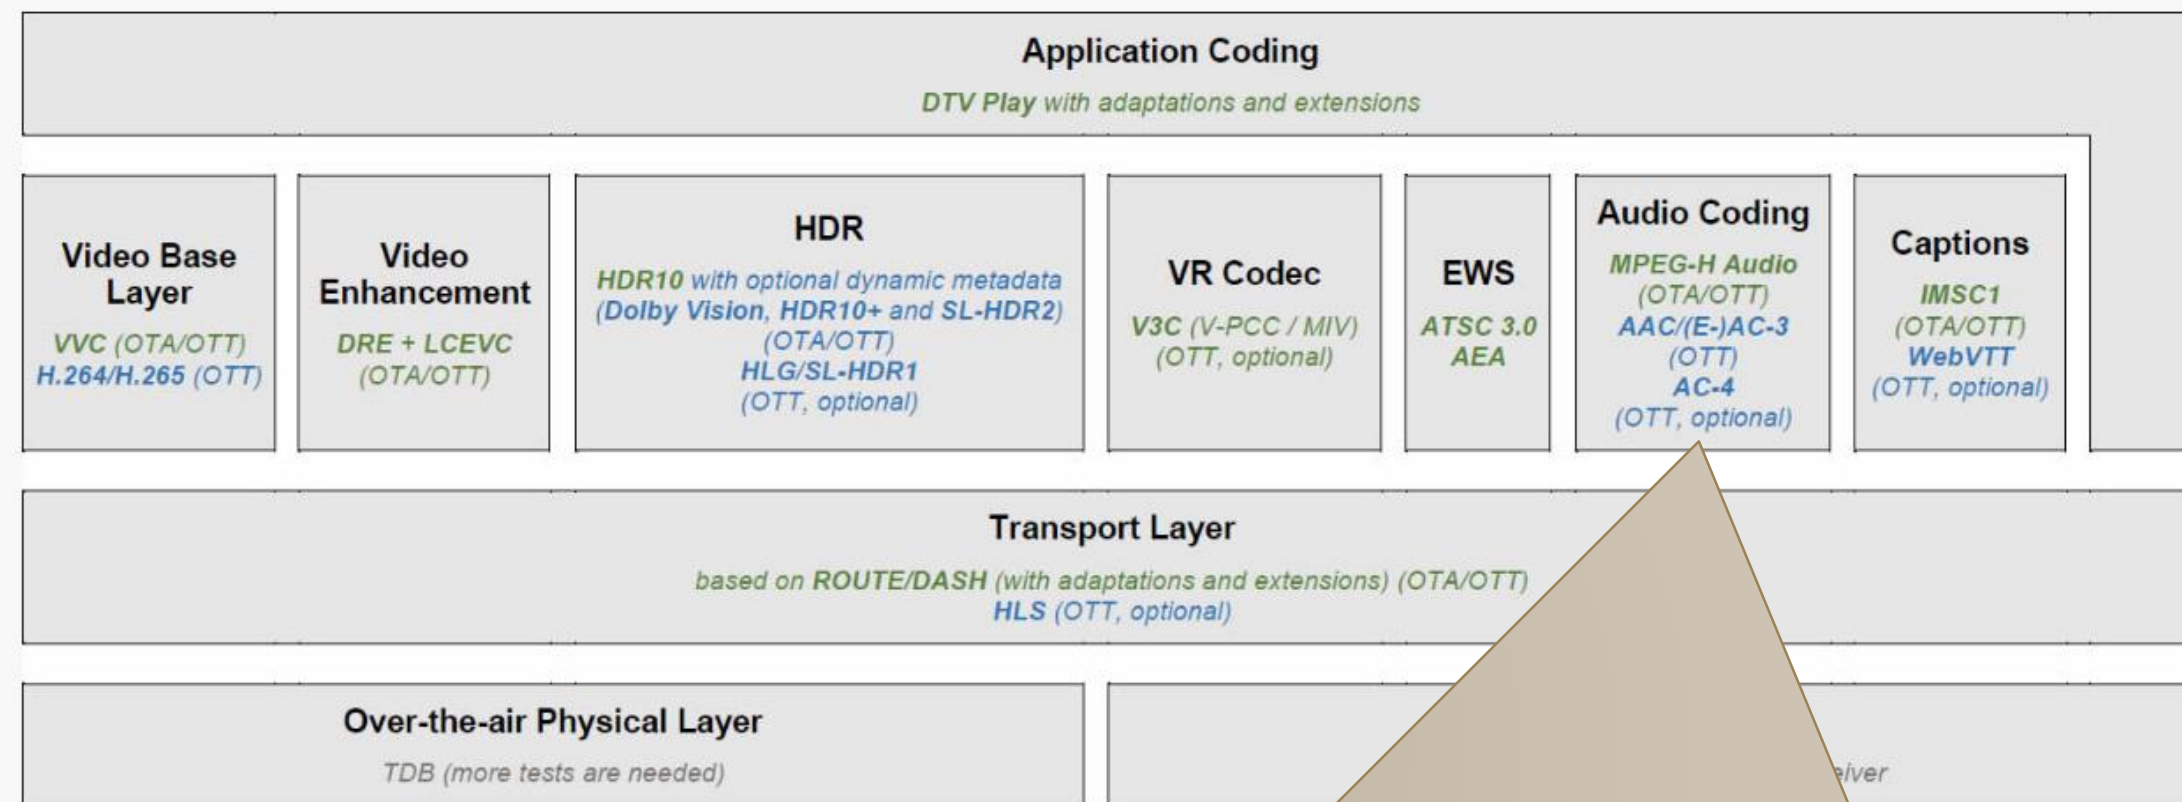 Application Coding
DTV Play with adaptations and extensions
Video Base
Layer
VVC (OTA/OTT)
H.264/H.265 (OTT)
Video
Enhancement
DRE + LCEVC
(OTA/OTT)
HDR
HDR10 with optional dynamic metadata
(Dolby Vision, HDR10+ and SL-HDR2)
(OTA/OTT)
HLG/SL-HDR1
(OTT, optional)
VR Codec
V3C (V-PCC / MIV)
(OTT, optional)
EWS
ATSC 3.0
AEA
Audio Coding
MPEG-H Audio
(OTA/OTT)
AAC/(E-)AC-3
(OTT)
AC-4
(OTT, optional)
Captions
IMSC1
(OTA/OTT)
WebVTT
(OTT, optional)
Transport Layer
based on ROUTE/DASH (with adaptations and extensions) (OTA/OTT)
HLS (OTT, optional)
Over-the-air Physical Layer
TDB (more tests are needed)